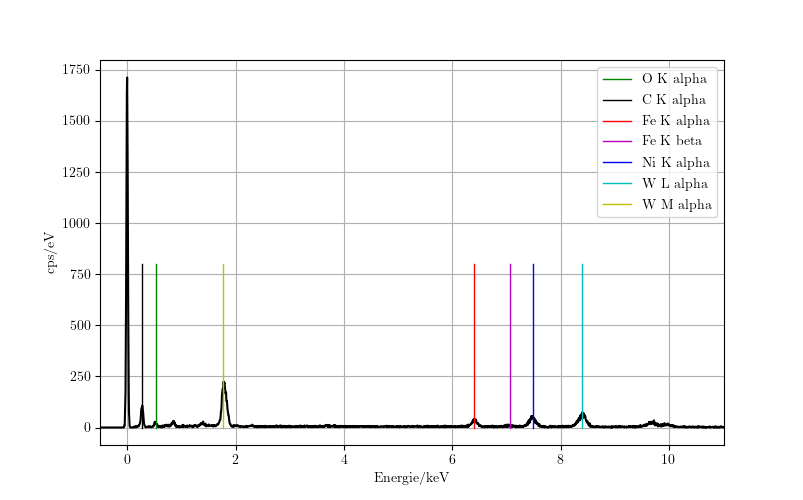 1750
1500
1250
1000
750
500
250
0
cps/eV
0 2 4 6 8 10
Energie/keV
O K alpha
C K alpha
Fe K alpha
Fe K beta
Ni K alpha
W L alpha
W M alpha